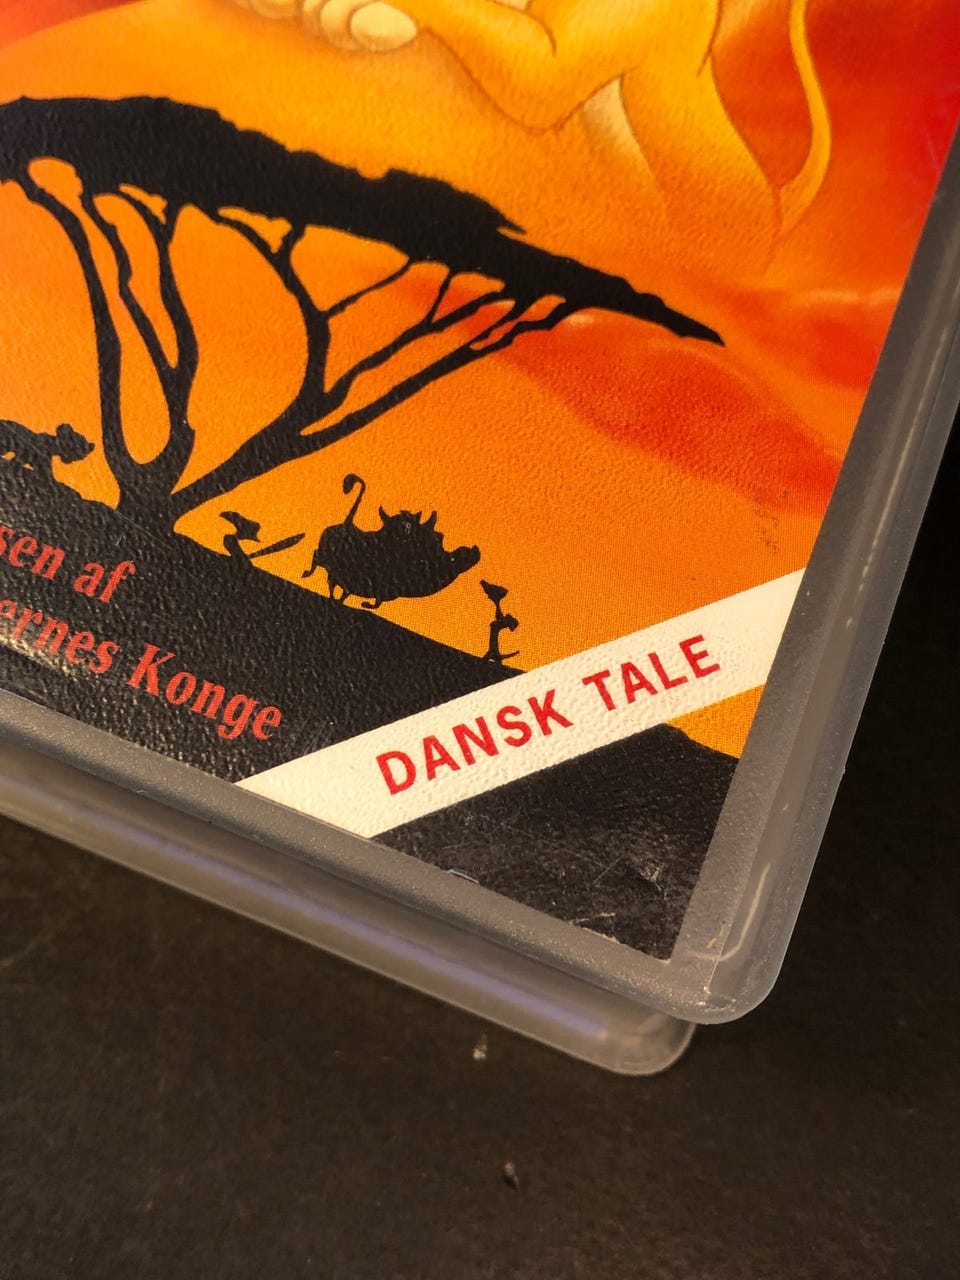 sen af
ernes Konge
DANSK TALE